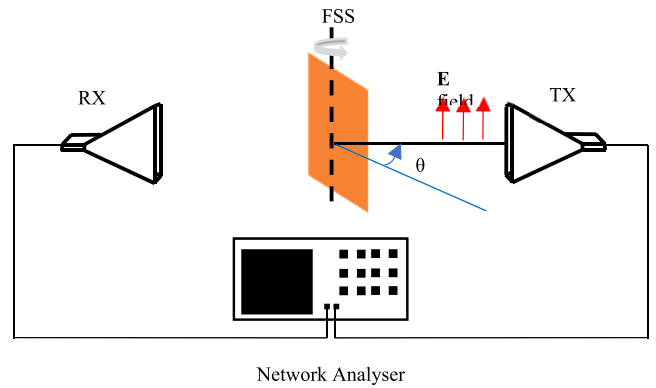 FSS
RX
E
field
TX
θ
Network Analyser